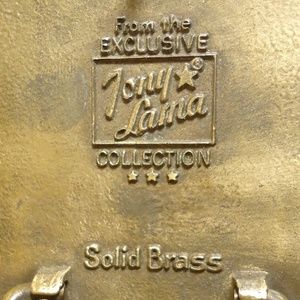 From the
EXCLUSIVE
Tony
Lama
COLLECTION
Solid Brass